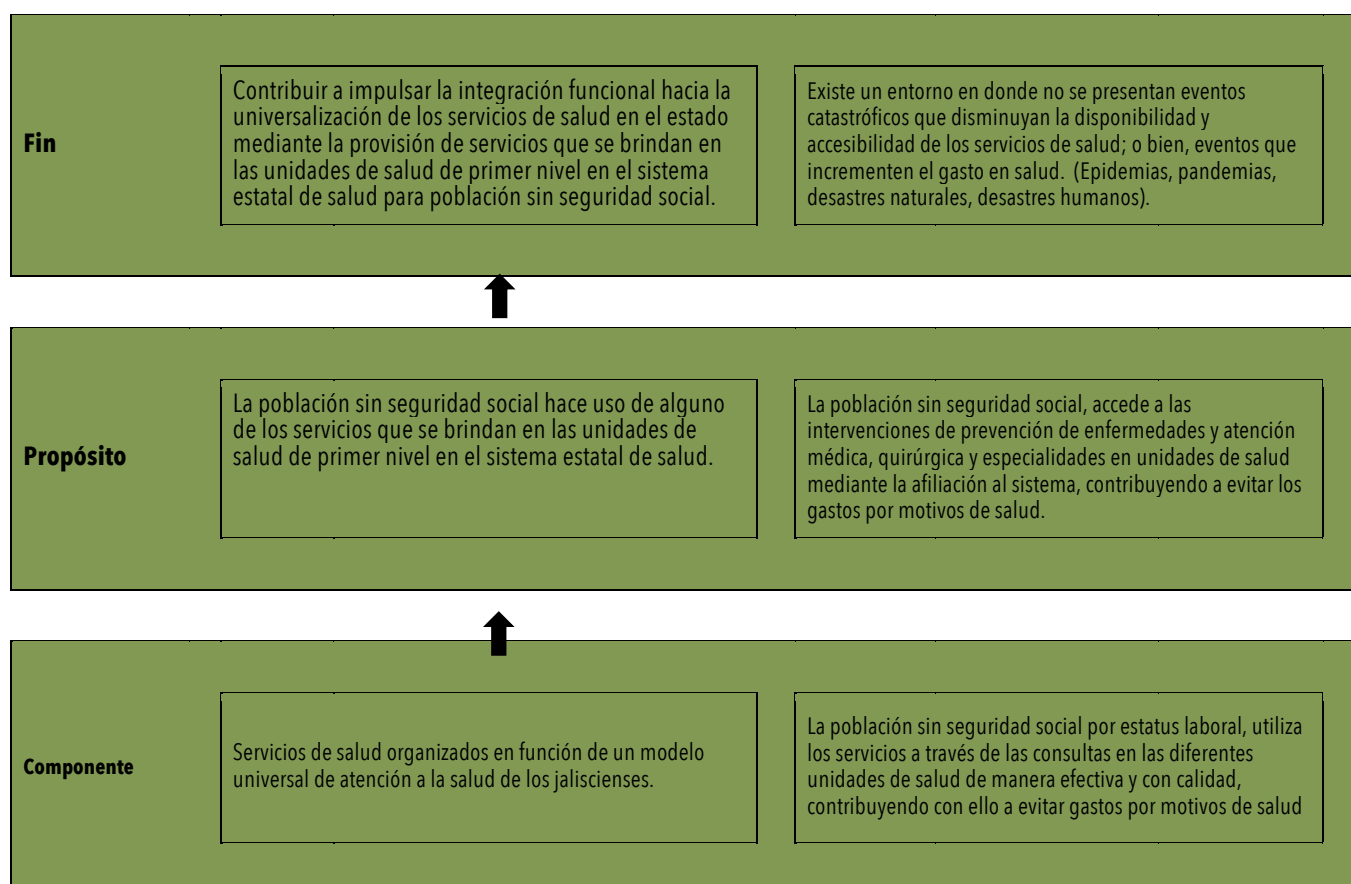 Fin
Contribuir a impulsar la integración funcional hacia la
universalización de los servicios de salud en el estado
mediante la provisión de servicios que se brindan en
las unidades de salud de primer nivel en el sistema
estatal de salud para población sin seguridad social.
Existe un entorno en donde no se presentan eventos
catastróficos que disminuyan la disponibilidad y
accesibilidad de los servicios de salud; o bien, eventos que
incrementen el gasto en salud. (Epidemias, pandemias,
desastres naturales, desastres humanos).
Propósito
La población sin seguridad social hace uso de alguno
de los servicios que se brindan en las unidades de
salud de primer nivel en el sistema estatal de salud.
La población sin seguridad social, accede a las
intervenciones de prevención de enfermedades y atención
médica, quirúrgica y especialidades en unidades de salud
mediante la afiliación al sistema, contribuyendo a evitar los
gastos por motivos de salud.
Componente
Servicios de salud organizados en función de un modelo
universal de atención a la salud de los jaliscienses.
La población sin seguridad social por estatus laboral, utiliza
los servicios a través de las consultas en las diferentes
unidades de salud de manera efectiva y con calidad,
contribuyendo con ello a evitar gastos por motivos de salud